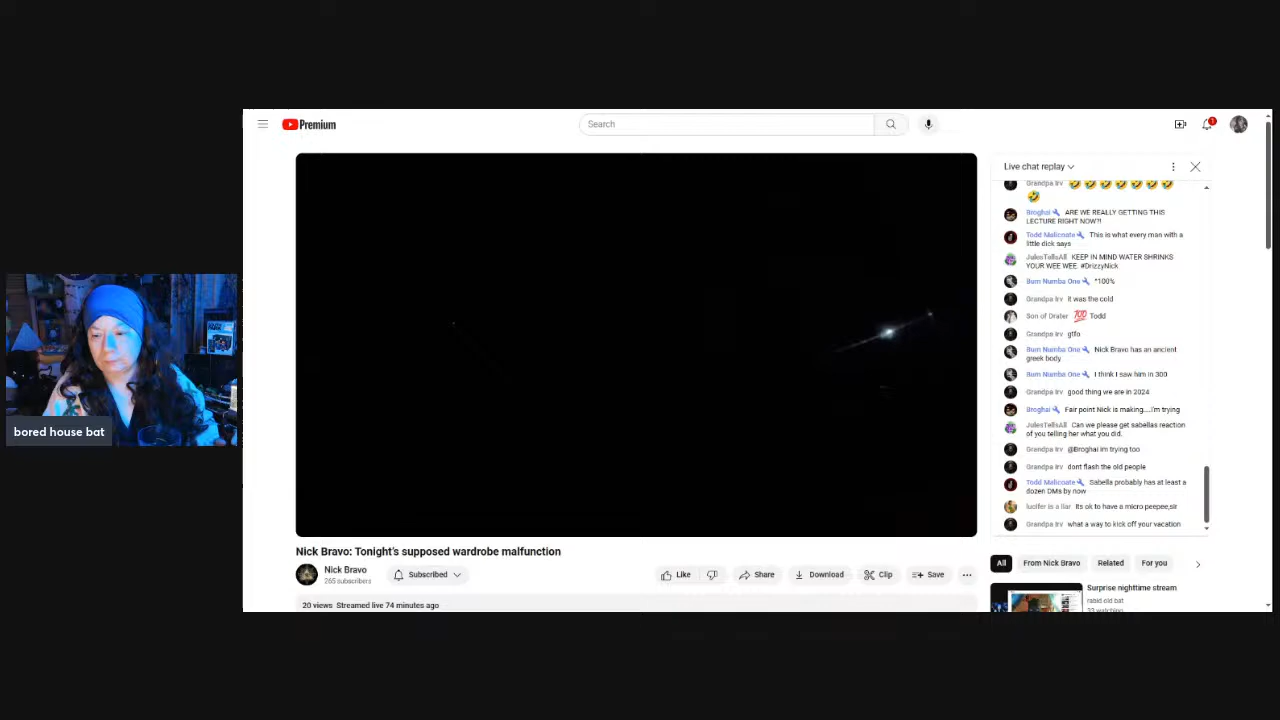 Premium
Search
1
Live chat replay
Grandpa Irv
Broghai ARE WE REALLY GETTING THIS
LECTURE RIGHT NOW?!
Todd Malicoate This is what every man with a
little dick says
JulesTellsAll KEEP IN MIND WATER SHRINKS
YOUR WEE WEE. #DrizzyNick
Bum Numba One ^100%
Grandpa Irv it was the cold
Son of Drater 100 Todd
Grandpa Irv gtfo
Bum Numba One Nick Bravo has an ancient
greek body
Bum Numba One I think I saw him in 300
Grandpa Irv good thing we are in 2024
Broghai Fair point Nick is making.....I'm trying
JulesTellsAll Can we please get sabellas reaction
of you telling her what you did.
Grandpa Irv @Broghai im trying too
Grandpa Irv dont flash the old people
Todd Malicoate Sabella probably has at least a
dozen DMs by now
lucifer is a liar Its ok to have a micro peepee,sir
Grandpa Irv what a way to kick off your vacation
bored house bat
Nick Bravo: Tonight's supposed wardrobe malfunction
Nick Bravo
265 subscribers
Subscribed
Like
Share
Download
Clip
Save
20 views Streamed live 74 minutes ago
All
From Nick Bravo
Related
For you
Surprise nighttime stream
rabid old bat
33 watching